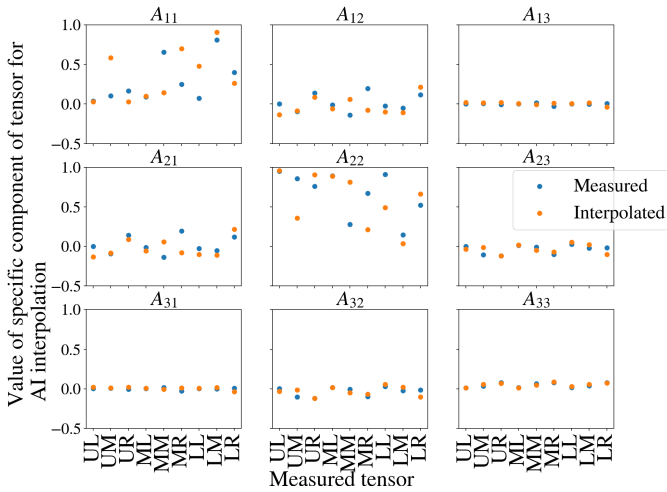 A11 A12 A13
1.0
0.5
0.0
−0.5
A21 A22 A23
1.0
0.5
0.0
−0.5
Measured
Interpolated
A31 A32 A33
1.0
0.5
0.0
−0.5
UL UM UR ML MM MR LL LM LR
UL UM UR ML MM MR LL LM LR
UL UM UR ML MM MR LL LM LR
Measured tensor
Value of specific component of tensor for
AI interpolation